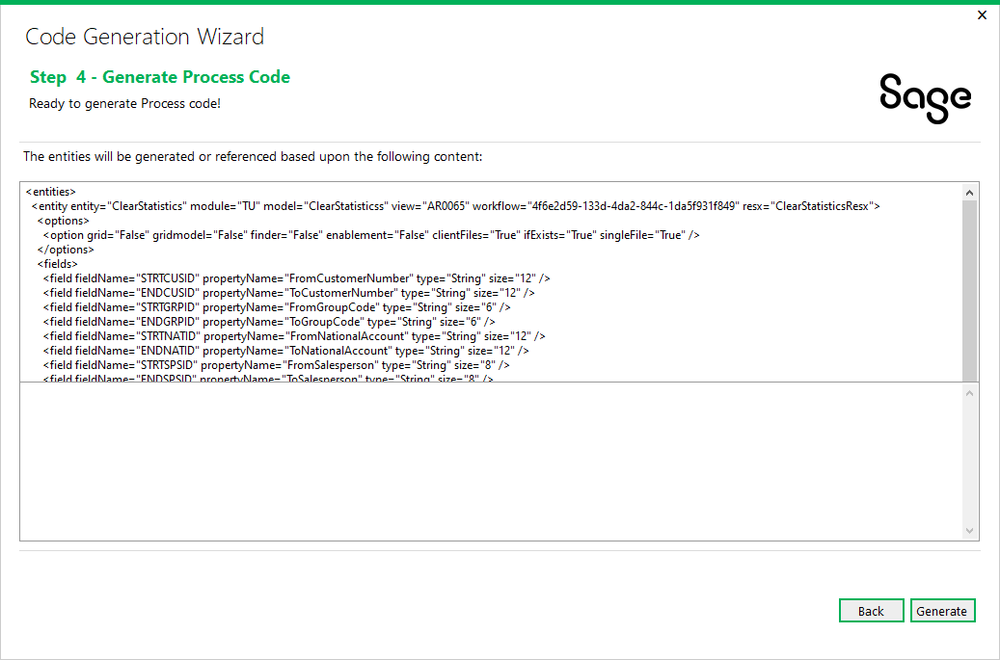 Code Generation Wizard
Step  4 - Generate Process Code
Ready to generate Process code!
Sage
The entities will be generated or referenced based upon the following content:
<entities>
<entity entity="ClearStatistics" module="TU" model="ClearStatisticss" view="AR0065" workflow="4f6e2d59-133d-4da2-844c-1da5f931f849" resx="ClearStatisticsResx">
<options>
<option grid="False" gridmodel="False" finder="False" enablement="False" clientFiles="True" ifExists="True" singleFile="True" />
</options>
<fields>
<field fieldName="STRTCUSID" propertyName="FromCustomerNumber" type="String" size="12" />
<field fieldName="ENDCUSID" propertyName="ToCustomerNumber" type="String" size="12" />
<field fieldName="STRTGRPID" propertyName="FromGroupCode" type="String" size="6" />
<field fieldName="ENDGRPID" propertyName="ToGroupCode" type="String" size="6" />
<field fieldName="STRTNATID" propertyName="FromNationalAccount" type="String" size="12" />
<field fieldName="ENDNATID" propertyName="ToNationalAccount" type="String" size="12" />
<field fieldName="STRTSPSID" propertyName="FromSalesperson" type="String" size="8" />
<field fieldName="ENDSPSID" propertyName="ToSalesperson" type="String" size="8" />
Back
Generate